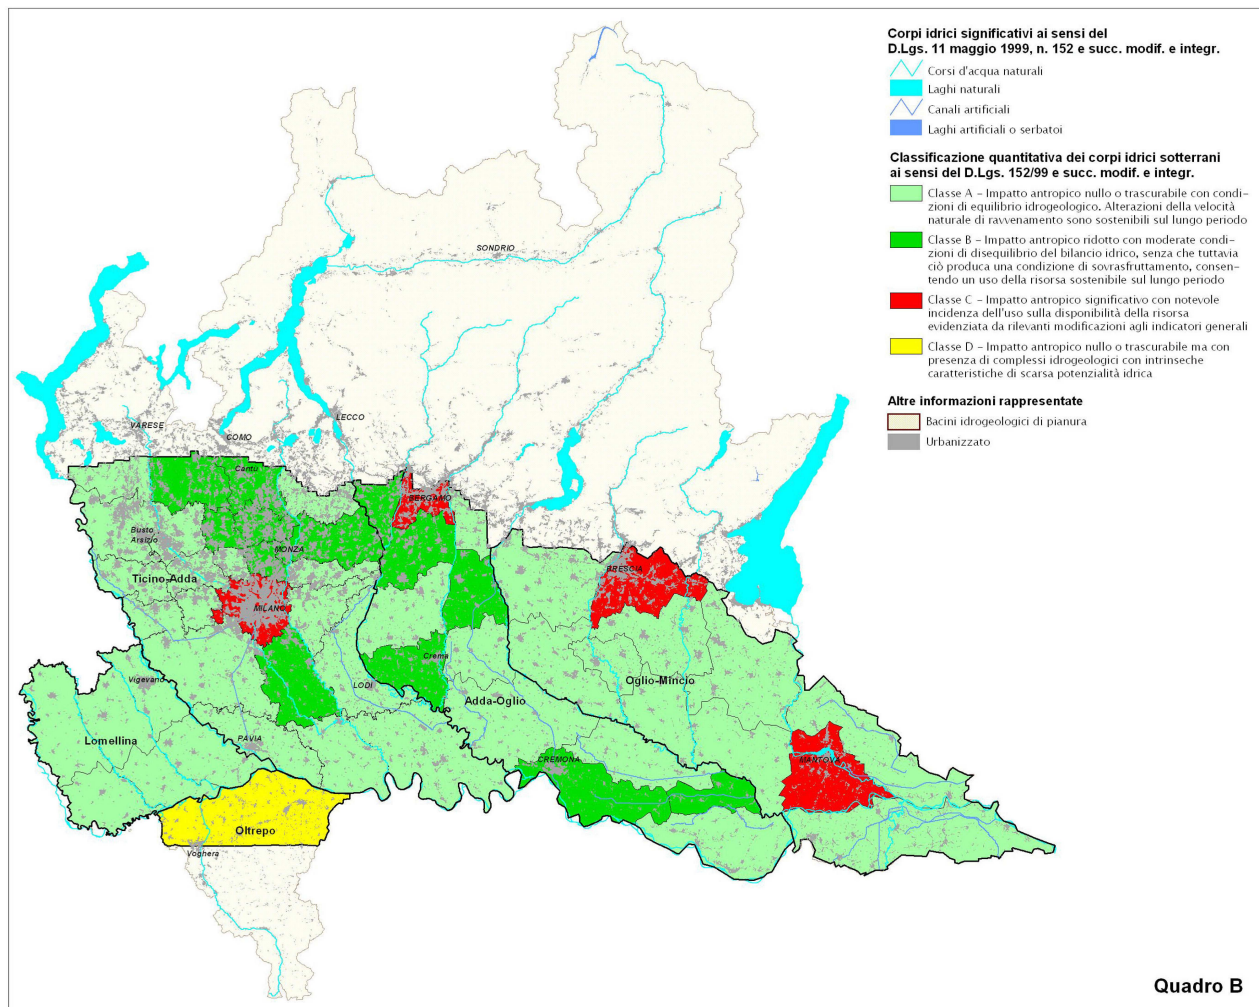 Corpi idrici significativi ai sensi del
D.Lgs. 11 maggio 1999, n. 152 e succ. modif. e integr.
Corsi d'acqua naturali
Laghi naturali
Canali artificiali
Laghi artificiali o serbatoi
Classificazione quantitativa dei corpi idrici sotterrani
ai sensi del D.Lgs. 152/99 e succ. modif. e integr.
Classe A – Impatto antropico nullo o trascurabile con condi–
zioni di equilibrio idrogeologico. Alterazioni della velocità
naturale di ravvenamento sono sostenibili sul lungo periodo
Classe B – Impatto antropico ridotto con moderate condi–
zioni di disequilibrio del bilancio idrico, senza che tuttavia
ciò produca una condizione di sovrasfruttamento, consen–
tendo un uso della risorsa sostenibile sul lungo periodo
Classe C – Impatto antropico significativo con notevole
incidenza dell'uso sulla disponibilità della risorsa
evidenziata da rilevanti modificazioni agli indicatori generali
Classe D – Impatto antropico nullo o trascurabile ma con
presenza di complessi idrogeologici con intrinseche
caratteristiche di scarsa potenzialità idrica
Altre informazioni rappresentate
Bacini idrogeologici di pianura
Urbanizzato
SONDRIO
LECCO
VARESE
COMO
Cantù
BERGAMO
Busto
Arsizio
MONZA
BRESCIA
Ticino-Adda
MILANO
Crema
Vigevano
LODI
Oglio-Mincio
Adda-Oglio
Lomellina
PAVIA
CREMONA
MANTOVA
Oltrepo
Voghera
Quadro B